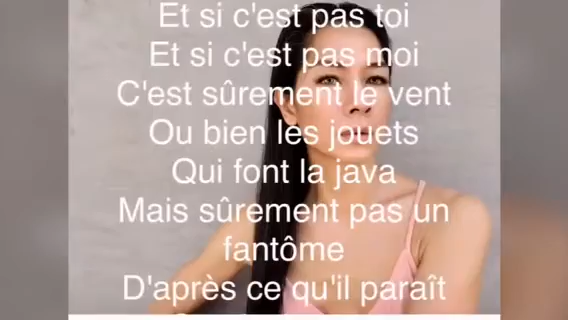 Et si c'est pas toi
Et si c'est pas moi
C'est sûrement le vent
Ou bien les jouets
Qui font la java
Mais sûrement pas un
fantôme
D'après ce qu'il paraît